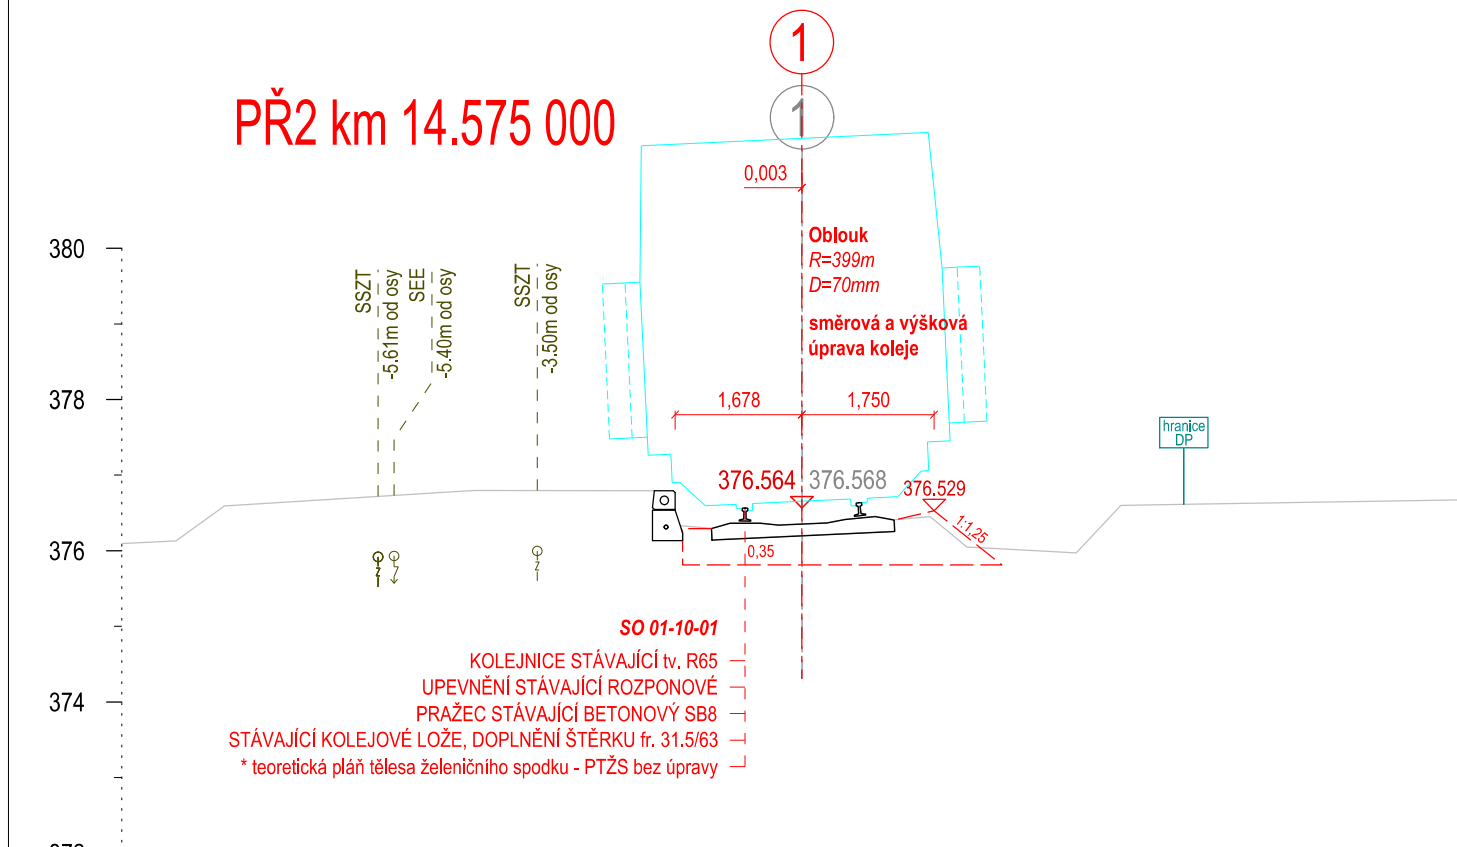 1
PŘ2 km 14.575 000
1
0,003
380
Oblouk
R=399m
D=70mm
SSZT
-5.61m od osy
SEE
-5.40m od osy
SSZT
-3.50m od osy
směrová a výšková
úprava koleje
378
1,678
1,750
hranice
DP
376.564
376.568
376.529
1:1,25
376
0,35
z
z
z
SO 01-10-01
KOLEJNICE STÁVAJÍCÍ tv. R65
UPEVNĚNÍ STÁVAJÍCÍ ROZPONOVÉ
374
PRAŽEC STÁVAJÍCÍ BETONOVÝ SB8
STÁVAJÍCÍ KOLEJOVÉ LOŽE, DOPLNĚNÍ ŠTĚRKU fr. 31.5/63
* teoretická pláň tělesa želeničního spodku - PTŽS bez úpravy